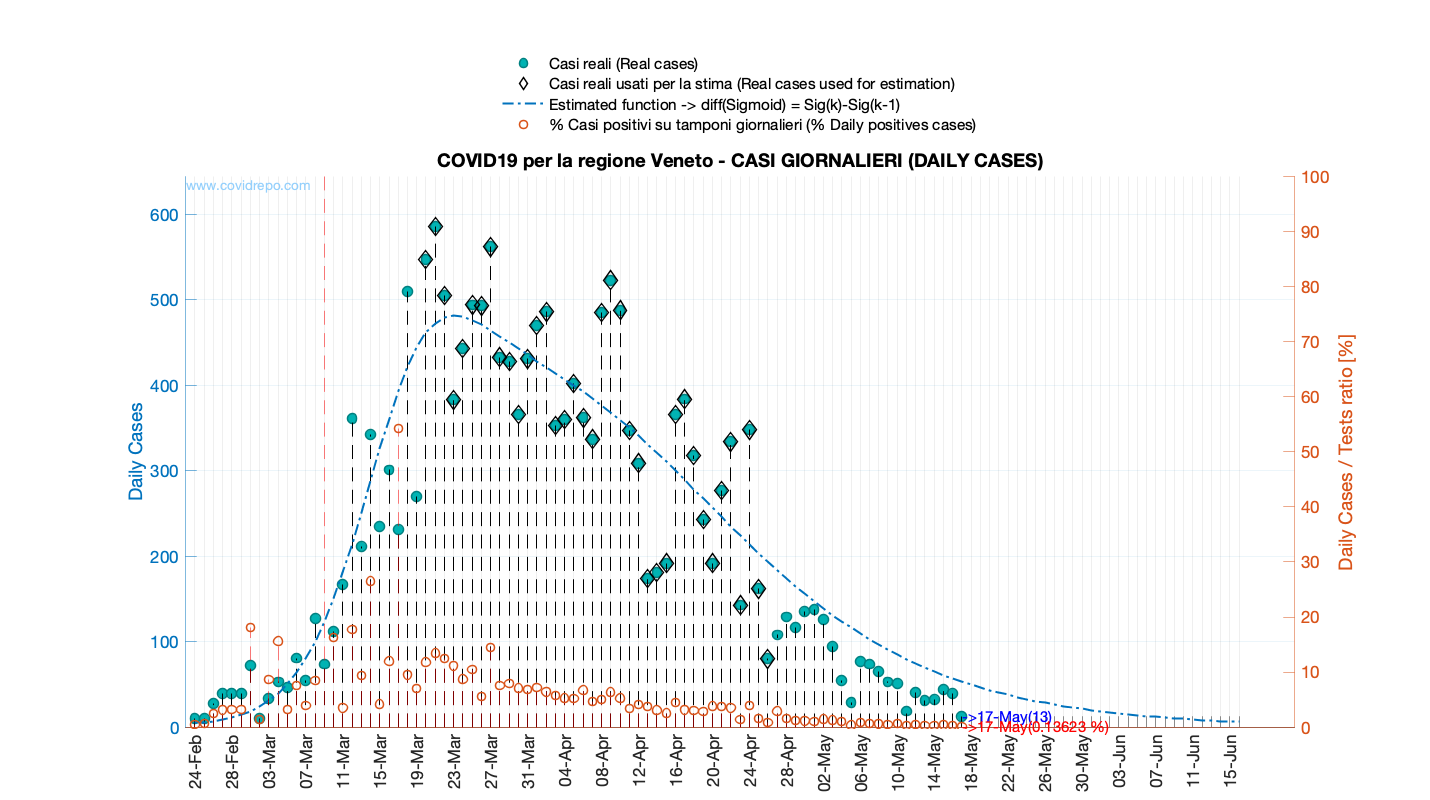 Casi reali (Real cases)
Casi reali usati per la stima (Real cases used for estimation)
Estimated function -> diff(Sigmoid) = Sig(k)-Sig(k-1)
% Casi positivi su tamponi giornalieri (% Daily positives cases)
COVID19 per la regione Veneto - CASI GIORNALIERI (DAILY CASES)
www.covidrepo.com
Daily Cases
600
500
400
300
200
100
0
100
90
80
70
60
50
40
30
20
10
0
Daily Cases / Tests ratio [%]
>17-May(13)
>17-May(0.13623 %)
24-Feb
28-Feb
03-Mar
07-Mar
11-Mar
15-Mar
19-Mar
23-Mar
27-Mar
31-Mar
04-Apr
08-Apr
12-Apr
16-Apr
20-Apr
24-Apr
28-Apr
02-May
06-May
10-May
14-May
18-May
22-May
26-May
30-May
03-Jun
07-Jun
11-Jun
15-Jun